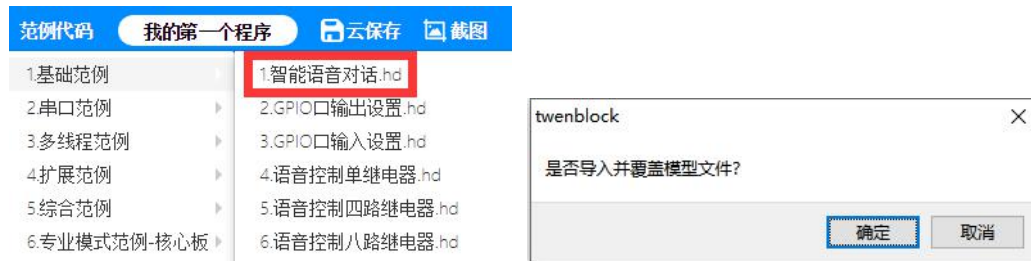 范例代码 我的第一个程序 云保存 截图
1.基础范例
2.串口范例
3.多线程范例
4.扩展范例
5.综合范例
6.专业模式范例-核心板
1.智能语音对话.hd
2.GPIO口输出设置.hd
3.GPIO口输入设置.hd
4.语音控制单继电器.hd
5.语音控制四路继电器.hd
6.语音控制八路继电器.hd
twenblock
是否导入并覆盖模型文件?
确定 取消